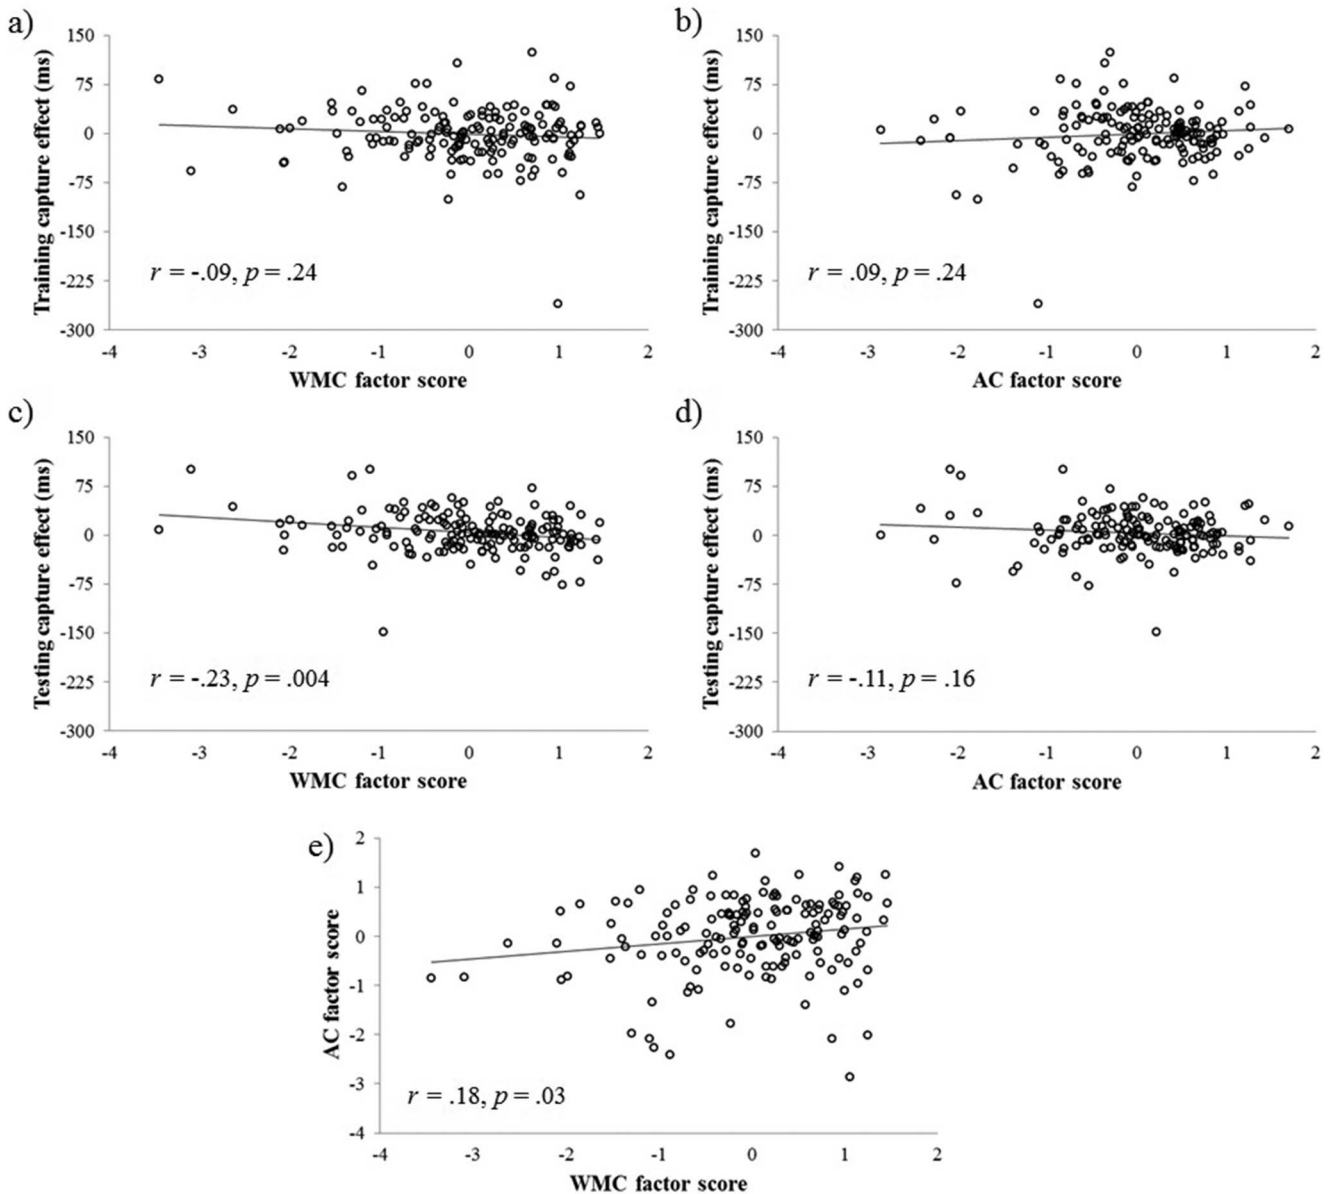 a)
Training capture effect (ms)
150
75
0
-75
-150
-225
-300
r = -.09, p = .24
-4 -3 -2 -1 0 1 2
WMC factor score
b)
Training capture effect (ms)
150
75
0
-75
-150
-225
-300
r = .09, p = .24
-4 -3 -2 -1 0 1 2
AC factor score
c)
Testing capture effect (ms)
150
75
0
-75
-150
-225
-300
r = -.23, p = .004
-4 -3 -2 -1 0 1 2
WMC factor score
d)
Testing capture effect (ms)
150
75
0
-75
-150
-225
-300
r = -.11, p = .16
-4 -3 -2 -1 0 1 2
AC factor score
e)
AC factor score
2
1
0
-1
-2
-3
-4
r = .18, p = .03
-4 -3 -2 -1 0 1 2
WMC factor score